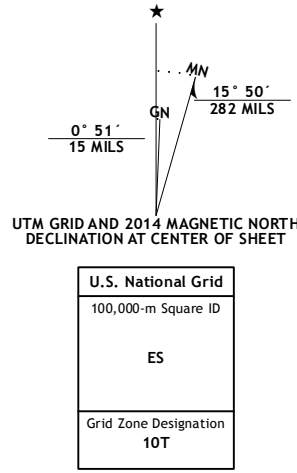 ★
MN
GN
15° 50´
282 MILS
0° 51´
15 MILS
UTM GRID AND 2014 MAGNETIC NORTH
DECLINATION AT CENTER OF SHEET
U.S. National Grid
100,000-m Square ID
ES
Grid Zone Designation
10T